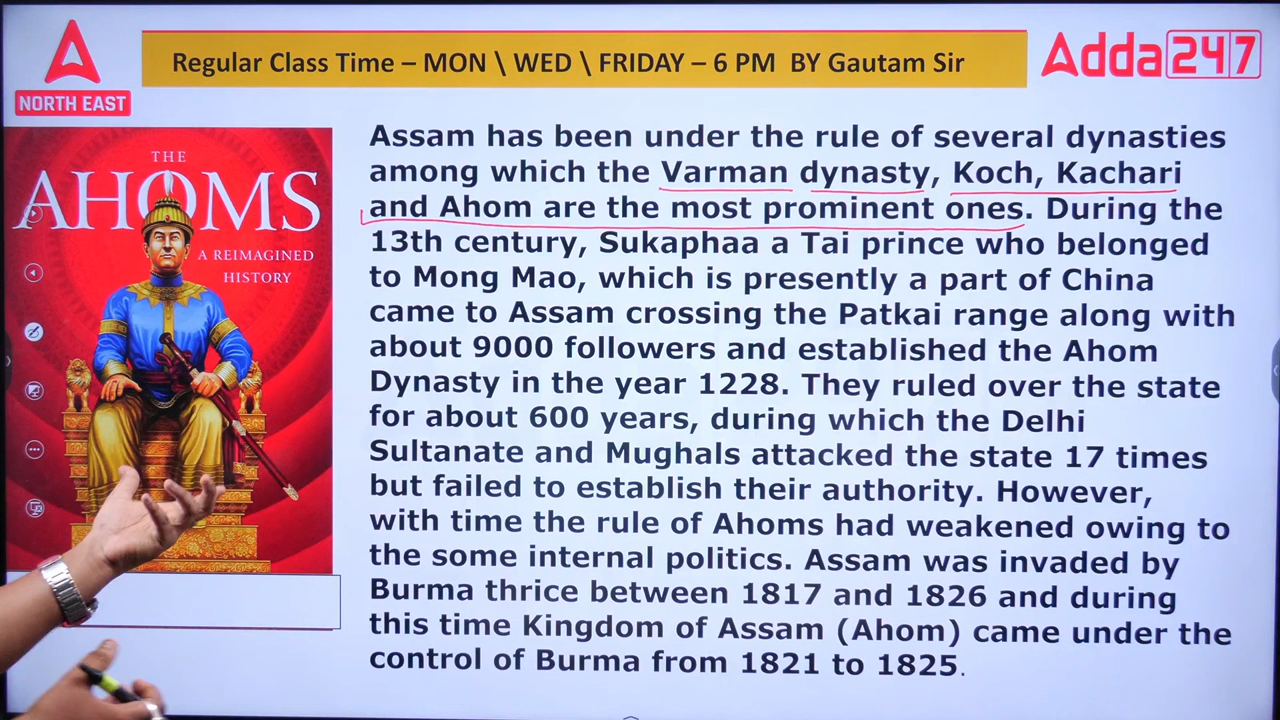 Regular Class Time – MON \ WED \ FRIDAY – 6 PM BY Gautam Sir
Adda 247
NORTH EAST
THE
AHOMS
A REIMAGINED
HISTORY
Assam has been under the rule of several dynasties
among which the Varman dynasty, Koch, Kachari
and Ahom are the most prominent ones. During the
13th century, Sukaphaa a Tai prince who belonged
to Mong Mao, which is presently a part of China
came to Assam crossing the Patkai range along with
about 9000 followers and established the Ahom
Dynasty in the year 1228. They ruled over the state
for about 600 years, during which the Delhi
Sultanate and Mughals attacked the state 17 times
but failed to establish their authority. However,
with time the rule of Ahoms had weakened owing to
the some internal politics. Assam was invaded by
Burma thrice between 1817 and 1826 and during
this time Kingdom of Assam (Ahom) came under the
control of Burma from 1821 to 1825.